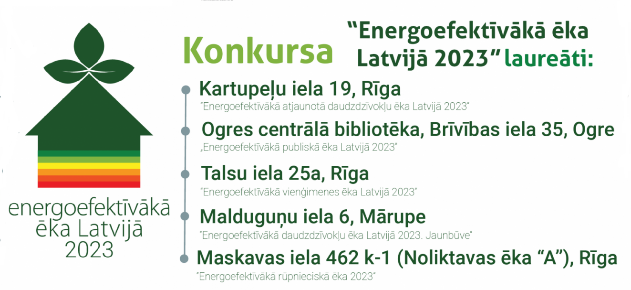 Konkursa "Energoefektīvākā ēka
Latvijā 2023" laureāti:
Kartupeļu iela 19, Rīga
"Energoefektīvākā atjaunotā daudzdzīvokļu ēka Latvijā 2023"
Ogres centrālā bibliotēka, Brīvības iela 35, Ogre
„Energoefektīvākā publiskā ēka Latvijā 2023"
Talsu iela 25a, Rīga
"Energoefektīvākā vienģimenes ēka Latvijā 2023"
Malduguņu iela 6, Mārupe
"Energoefektīvākā daudzdzīvokļu ēka Latvijā 2023. Jaunbūve"
Maskavas iela 462 k-1 (Noliktavas ēka "A"), Rīga
"Energoefektīvākā rūpnieciskā ēka 2023"
energoefektīvākā
ēka Latvijā
2023